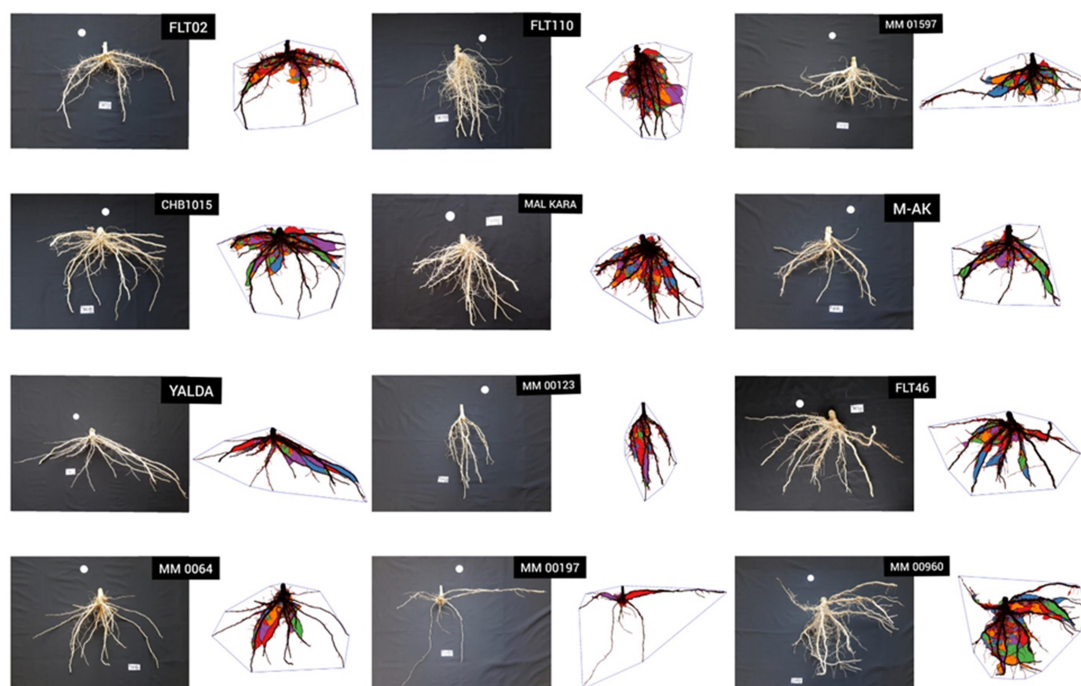 FLT02
FLT110
MM 01597
CHB1015
MAL KARA
M-AK
YALDA
MM 00123
FLT46
MM 0064
MM 00197
MM 00960